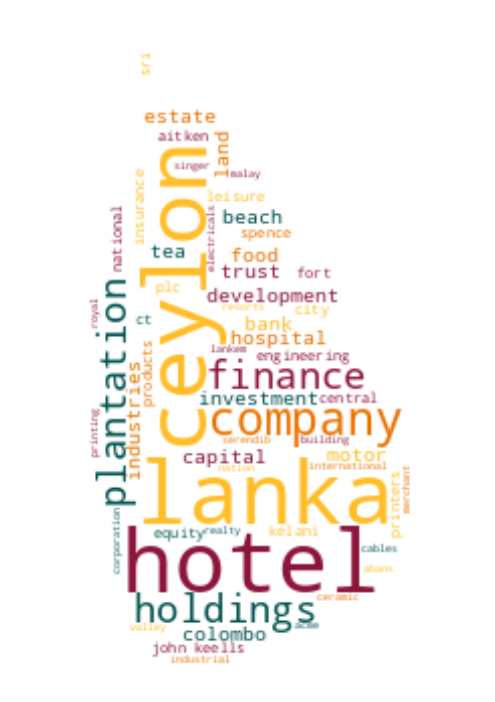 sri
estate
aitken
land
singer
malay
insurance
leisure
ceylon
national
electricals
beach
spence
tea
food
trust
fort
plc
plantation
development
royal
resorts
city
ct
bank
hospital
products
lankem
engineering
industries
finance
investment
central
company
printing
serendib
building
capital
motor
nation
international
lanka
merchant
printers
corporation
equity
realty
kelani
hotel
cables
abans
holdings
ceramic
valley
acme
colombo
john keells
industrial